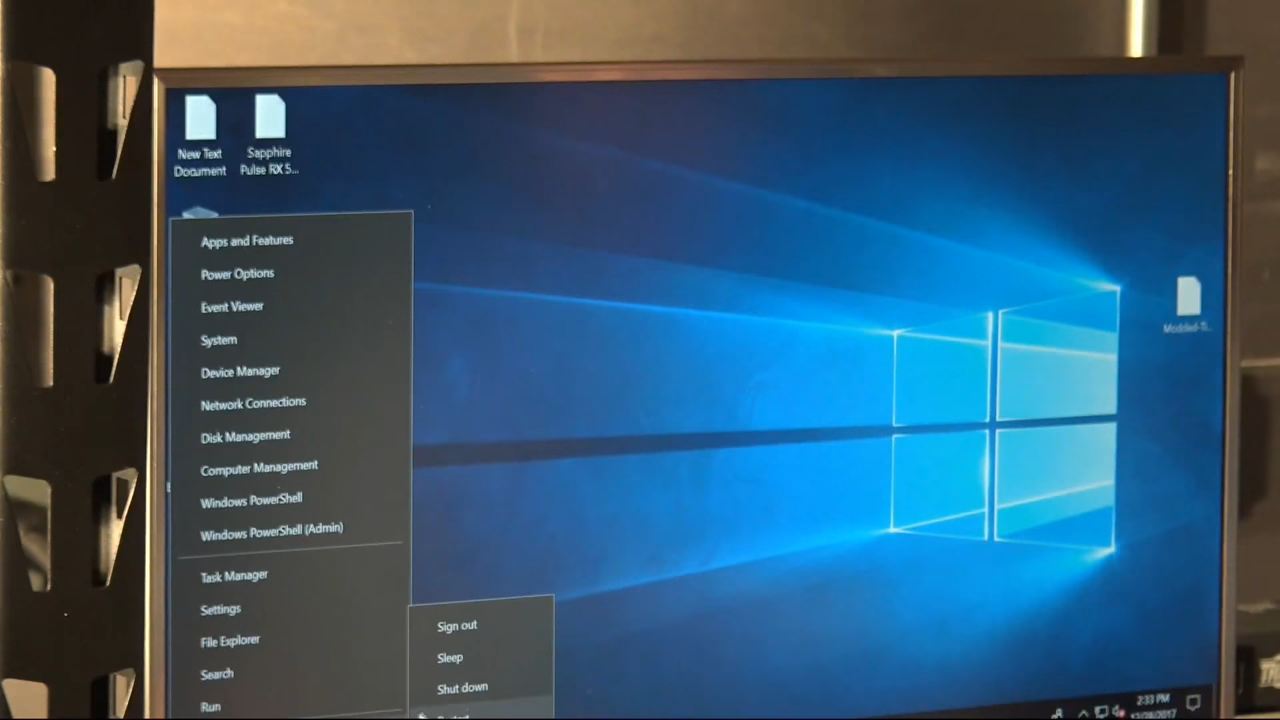 New Text
Document
Sapphire
Pulse RX 5...
Apps and Features
Power Options
Event Viewer
System
Device Manager
Network Connections
Disk Management
Computer Management
Windows PowerShell
Windows PowerShell (Admin)
Task Manager
Settings
File Explorer
Search
Run
Sign out
Sleep
Shut down
Modded-Ti...
2:33 PM